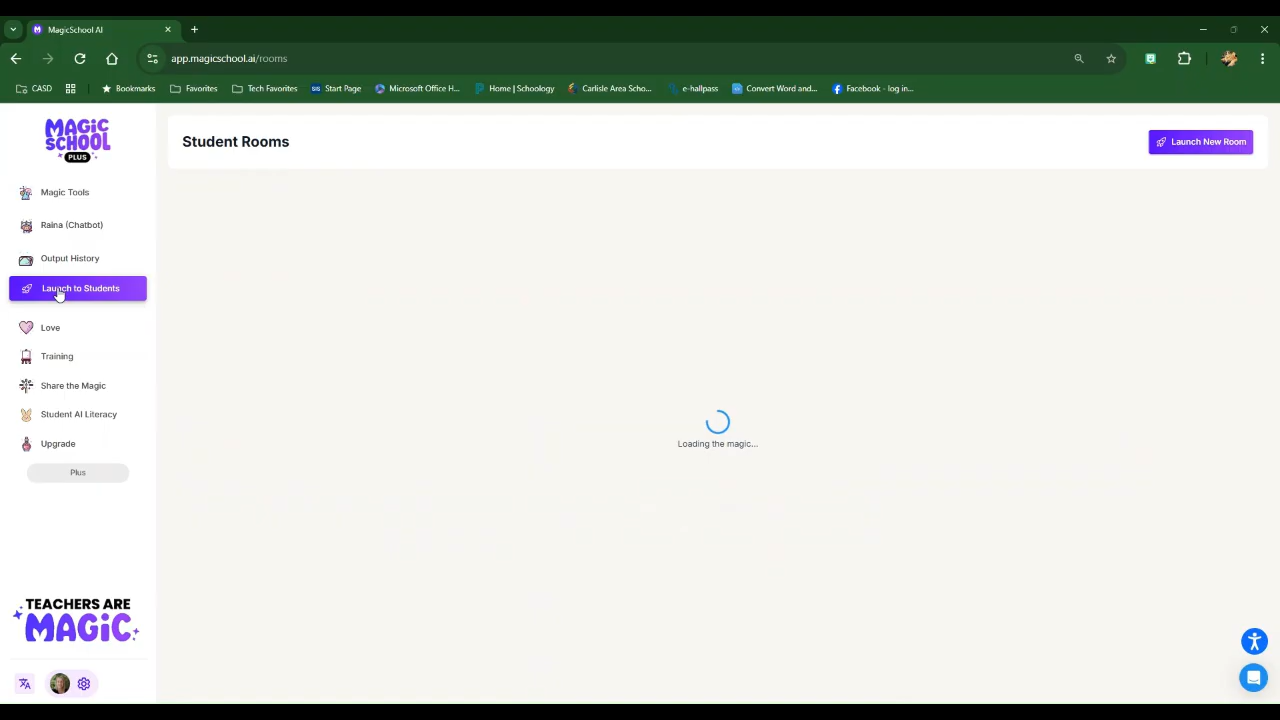 MagicSchool AI
app.magicschool.ai/rooms
CASD
Bookmarks
Favorites
Tech Favorites
Start Page
Microsoft Office H...
Home | Schoology
Carlisle Area Scho...
e-hallpass
Convert Word and...
Facebook - log in...
MAGIC
SCHOOL
PLUS
Magic Tools
Raina (Chatbot)
Output History
Launch to Students
Love
Training
Share the Magic
Student AI Literacy
Upgrade
Plus
TEACHERS ARE
MAGIC
Student Rooms
Launch New Room
Loading the magic...